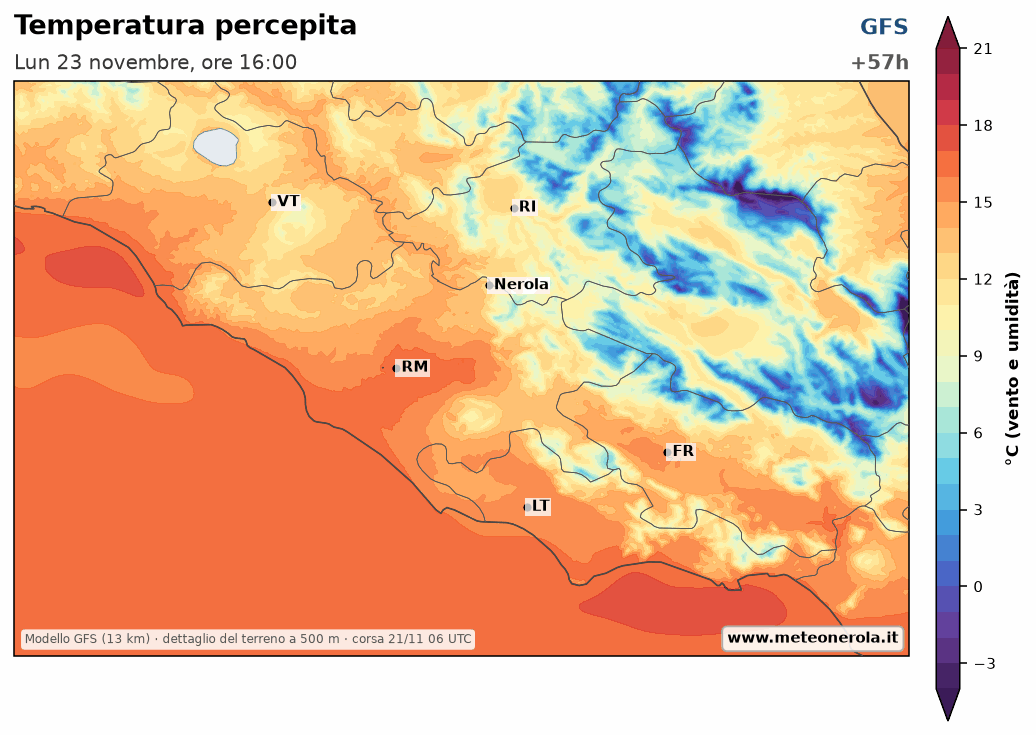 Temperatura percepita
GFS
Lun 23 novembre, ore 16:00
+57h
VT
RI
Nerola
RM
FR
LT
Modello GFS (13 km) · dettaglio del terreno a 500 m · corsa 21/11 06 UTC
www.meteonerola.it
21
18
15
12
9
6
3
0
−3
°C (vento e umidità)